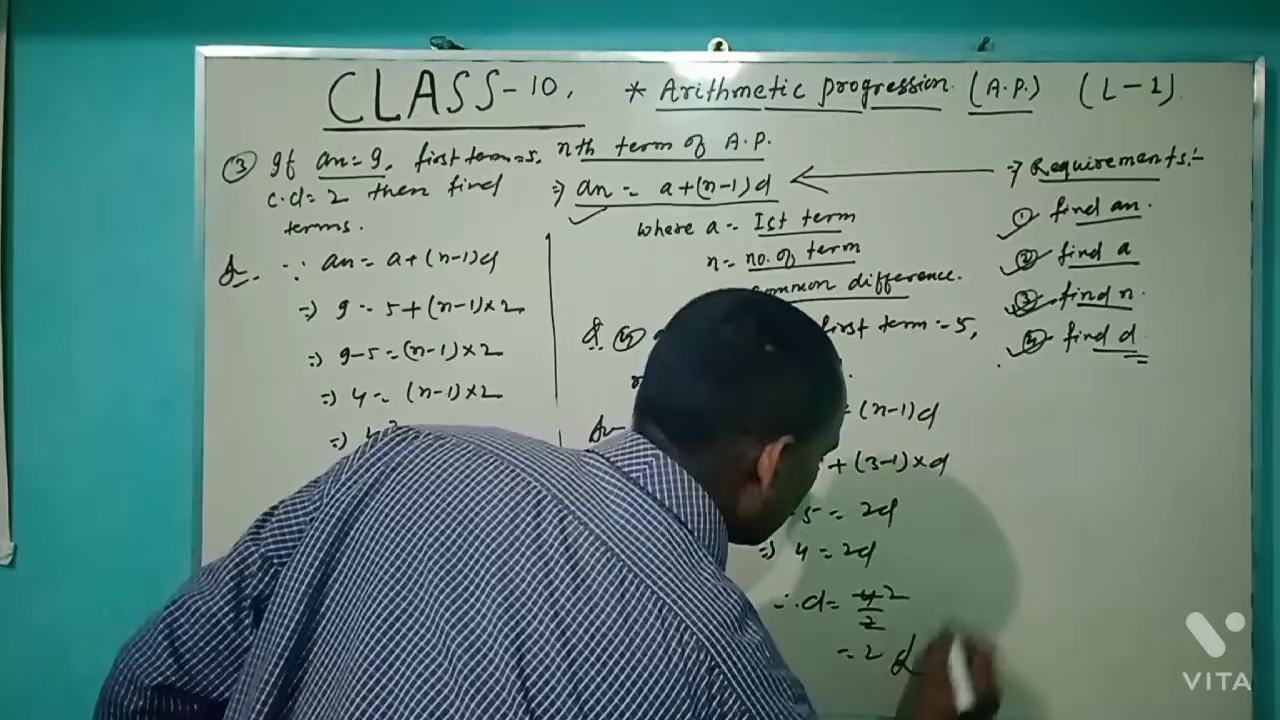 CLASS-10. * Arithmetic progression (A.P.) (L-1)
③ If an=9, first term=5,
c.d=2 then find
terms.
∵ an= a+(n-1)d
⇒ 9= 5+(n-1)×2
⇒ 9-5=(n-1)×2
⇒ 4= (n-1)×2
nth term of A.P.
⇒ an= a+(n-1)d
where a= Ist term
n= no. of term
common difference.
first term=5,
= (n-1)d
+(3-1)×d
5= 2d
⇒ 4=2d
∴ d= 4 2
2
=2
⇒ Requirements:-
① find an.
② find a
③ find n.
④ find d
VITA